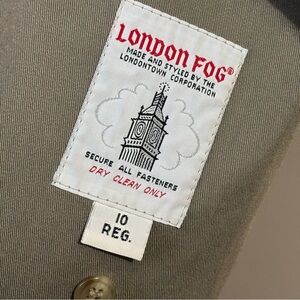 LONDON FOG®
MADE AND STYLED BY THE
LONDONTOWN CORPORATION
SECURE ALL FASTENERS
DRY CLEAN ONLY
10
REG.